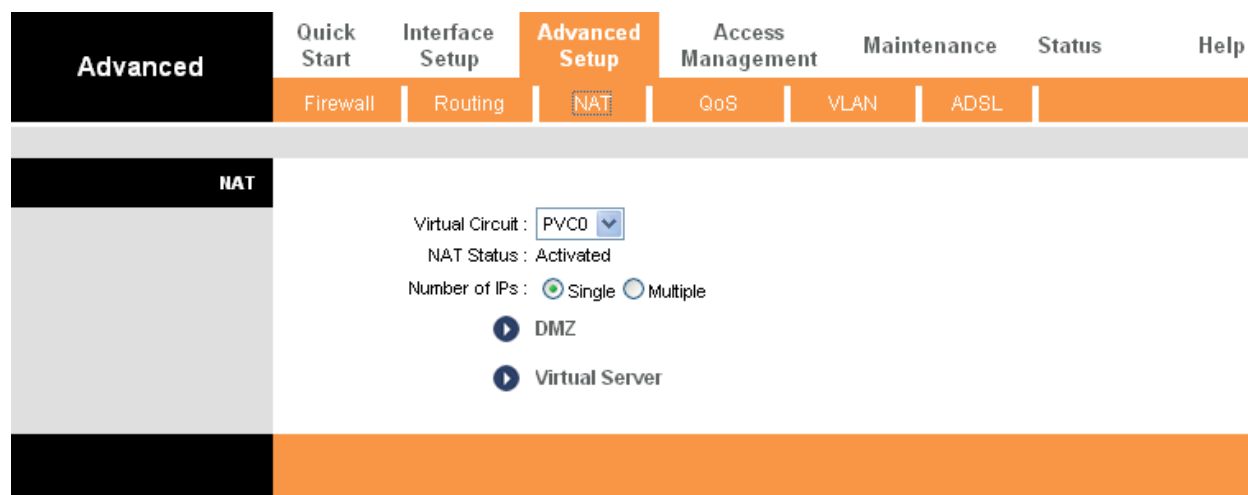 Advanced
Quick Start
Interface Setup
Advanced Setup
Access Management
Maintenance
Status
Help
Firewall
Routing
NAT
QoS
VLAN
ADSL
NAT
Virtual Circuit : PVC0
NAT Status : Activated
Number of IPs : Single Multiple
DMZ
Virtual Server